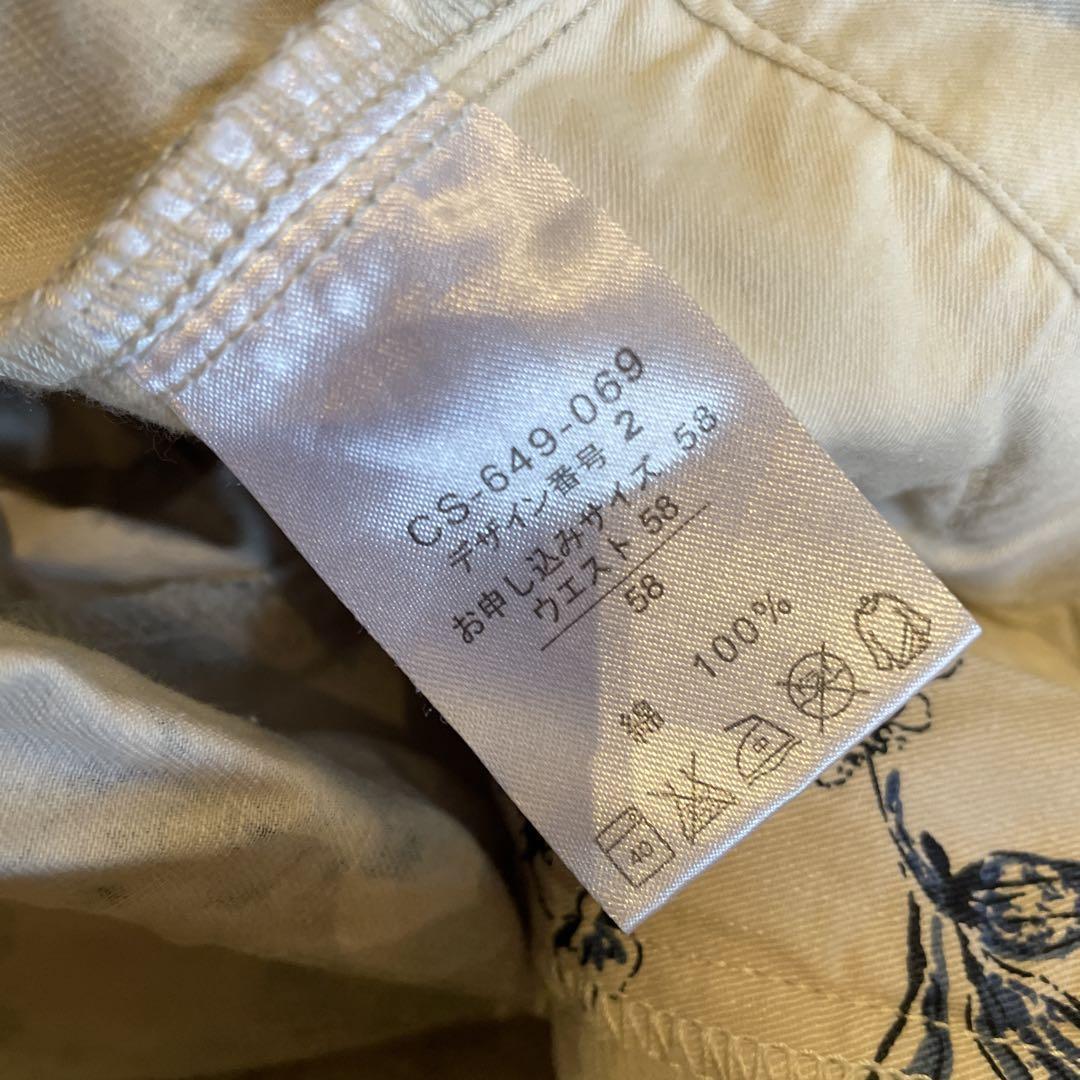 CS-649-069
デザイン番号 2
お申し込みサイズ 58
ウエスト 58
58
綿 100%
40